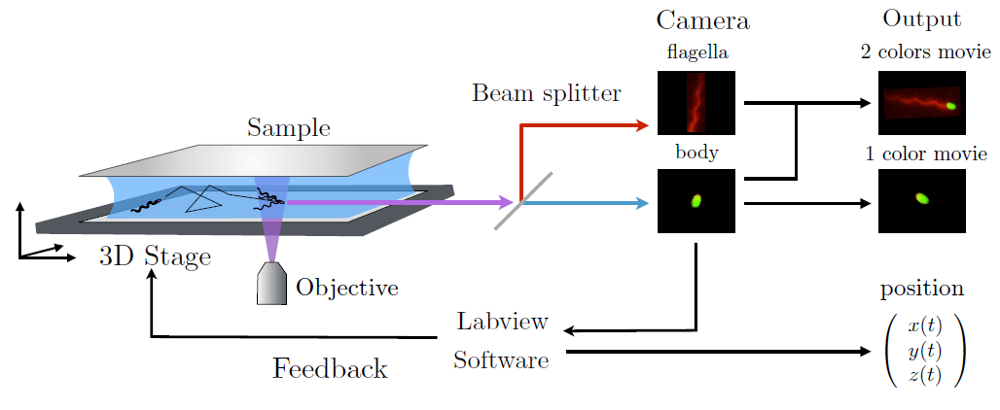 Camera
Output
flagella
2 colors movie
Beam splitter
Sample
body
1 color movie
3D Stage
Objective
position
Labview
Software
Feedback
x(t)
y(t)
z(t)